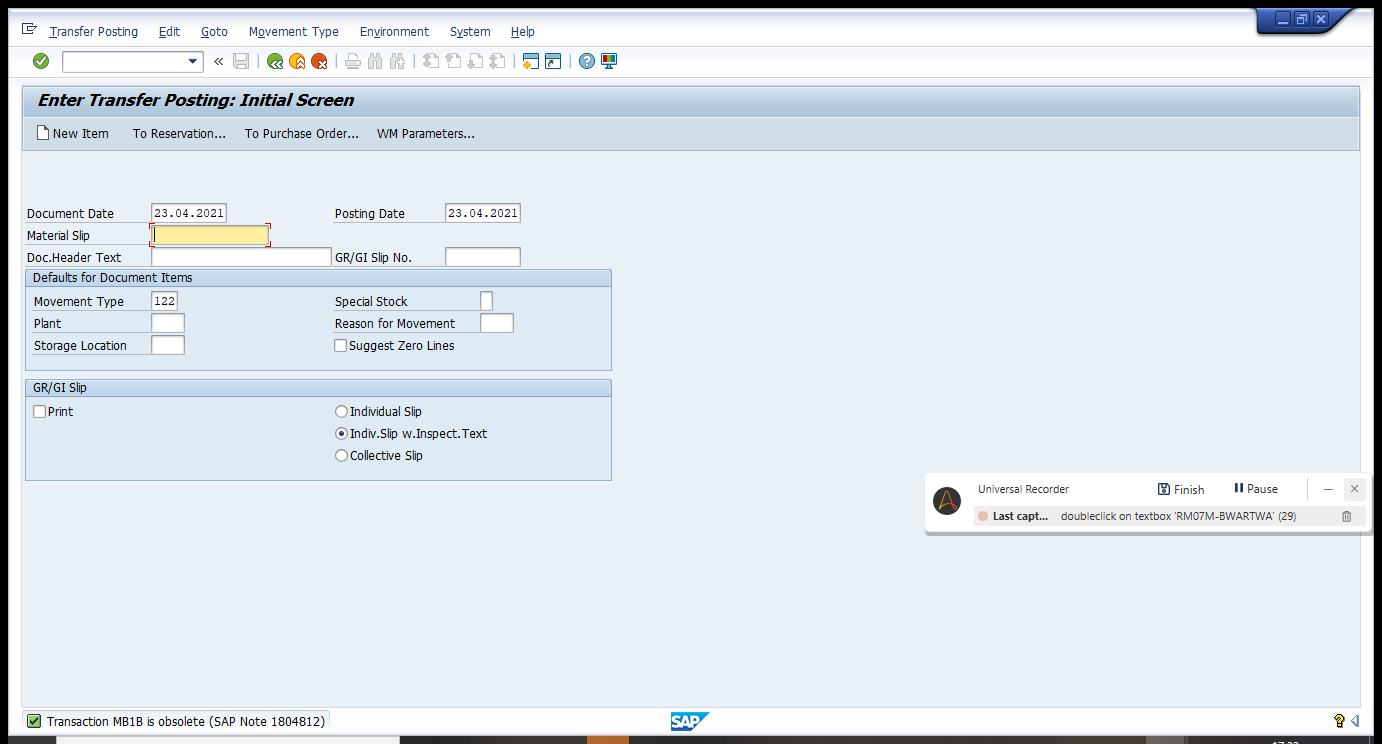 Transfer Posting Edit Goto Movement Type Environment System Help
Enter Transfer Posting: Initial Screen
New Item To Reservation... To Purchase Order... WM Parameters...
Document Date 23.04.2021 Posting Date 23.04.2021
Material Slip
Doc.Header Text GR/GI Slip No.
Defaults for Document Items
Movement Type 122 Special Stock
Plant Reason for Movement
Storage Location Suggest Zero Lines
GR/GI Slip
Print Individual Slip
Indiv.Slip w.Inspect.Text
Collective Slip
Universal Recorder Finish Pause
Last capt... doubleclick on textbox 'RM07M-BWARTWA' (29)
Transaction MB1B is obsolete (SAP Note 1804812) SAP